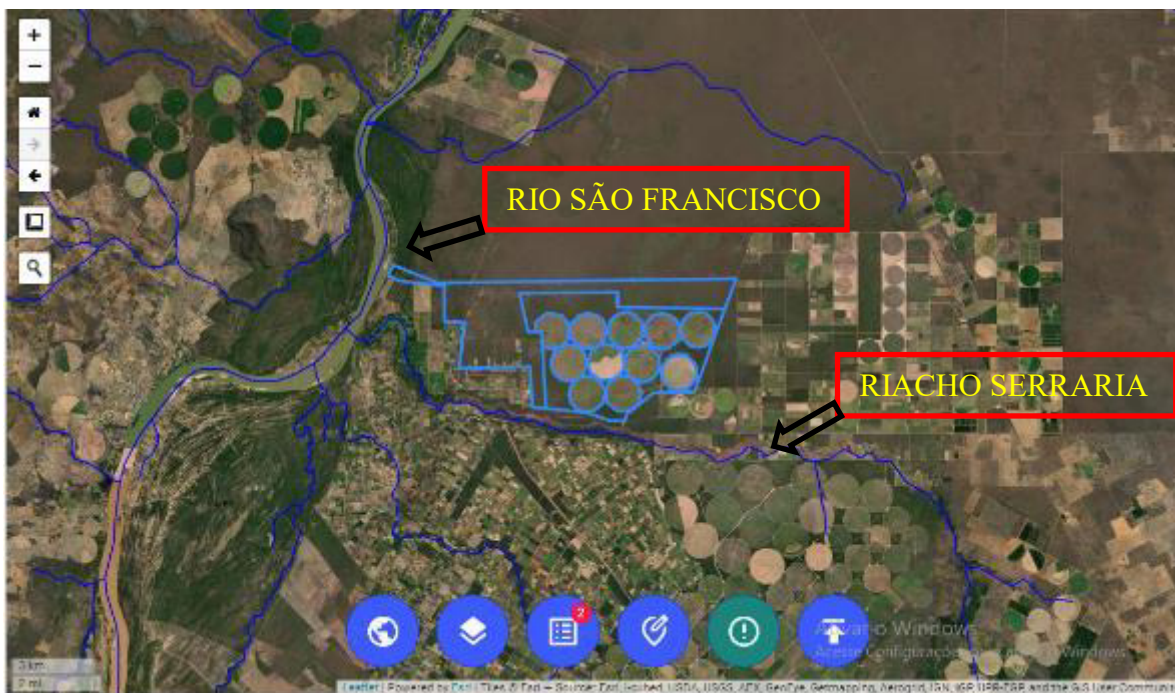 +
−
RIO SÃO FRANCISCO
RIACHO SERRARIA
2
Ativar o Windows
Acesse Configurações para ativar o Windows.
3 km
2 mi
Leaflet | Powered by Esri | Tiles © Esri — Source: Esri, i-cubed, USDA, USGS, AEX, GeoEye, Getmapping, Aerogrid, IGN, IGP, UPR-EGP, and the GIS User Commun